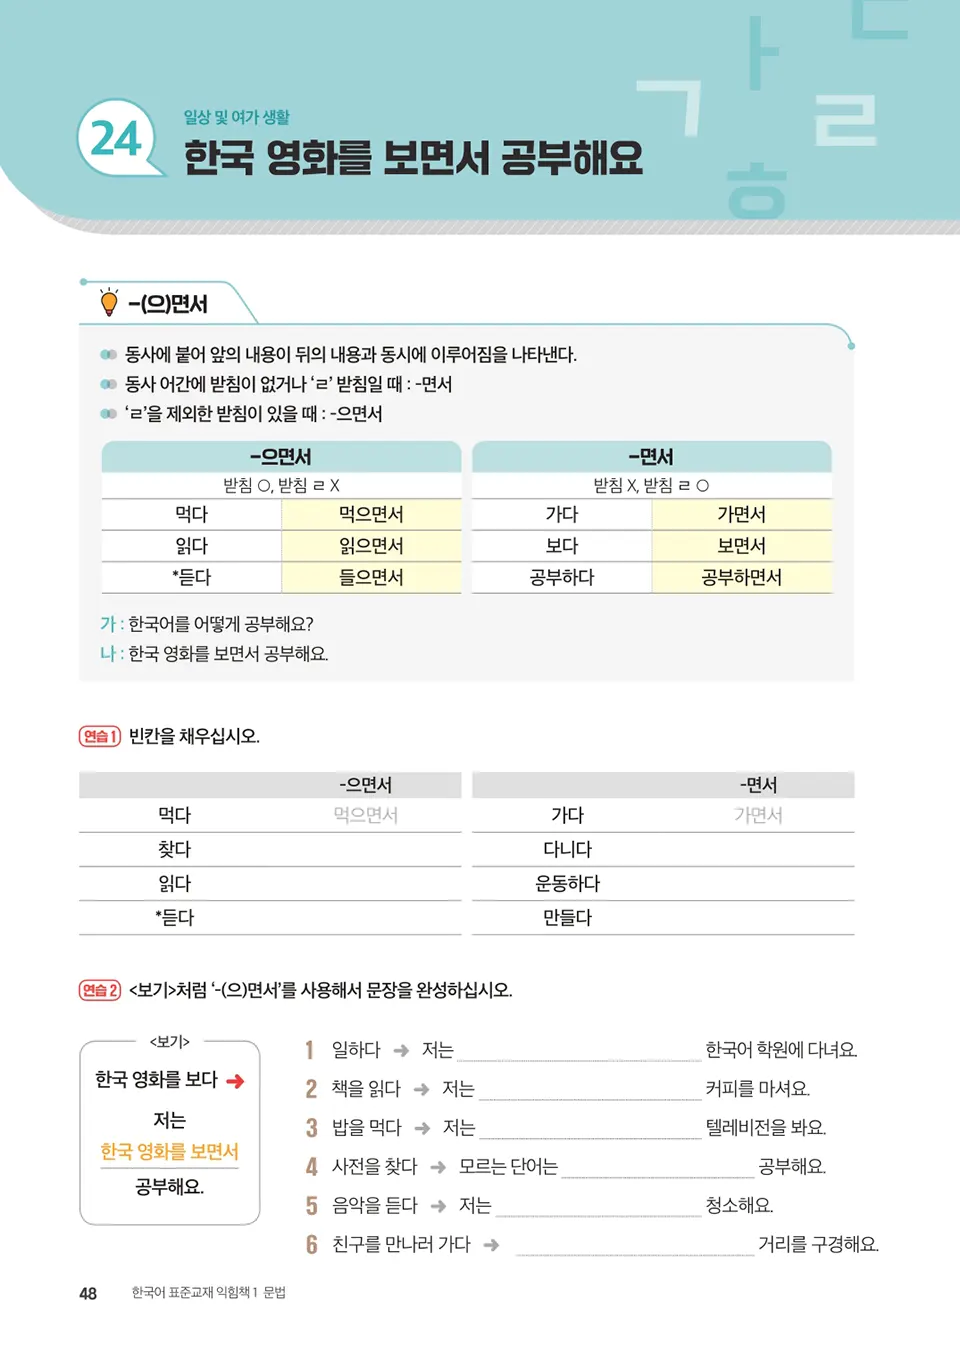 ㅏ ㄷ
ㄱ ㄹ
ㅎ
24
일상 및 여가 생활
한국 영화를 보면서 공부해요
-(으)면서
동사에 붙어 앞의 내용이 뒤의 내용과 동시에 이루어짐을 나타낸다.
동사 어간에 받침이 없거나 ‘ㄹ’ 받침일 때 : -면서
‘ㄹ’을 제외한 받침이 있을 때 : -으면서
-으면서 -면서
받침 ○, 받침 ㄹ X 받침 X, 받침 ㄹ ○
먹다 먹으면서 가다 가면서
읽다 읽으면서 보다 보면서
*듣다 들으면서 공부하다 공부하면서
가 : 한국어를 어떻게 공부해요?
나 : 한국 영화를 보면서 공부해요.
연습 1 빈칸을 채우십시오.
-으면서 -면서
먹다 먹으면서 가다 가면서
찾다 다니다
읽다 운동하다
*듣다 만들다
연습 2 <보기>처럼 ‘-(으)면서’를 사용해서 문장을 완성하십시오.
<보기>
한국 영화를 보다 ➜
저는
한국 영화를 보면서
공부해요.
1 일하다 ➜ 저는 한국어 학원에 다녀요.
2 책을 읽다 ➜ 저는 커피를 마셔요.
3 밥을 먹다 ➜ 저는 텔레비전을 봐요.
4 사전을 찾다 ➜ 모르는 단어는 공부해요.
5 음악을 듣다 ➜ 저는 청소해요.
6 친구를 만나러 가다 ➜ 거리를 구경해요.
48 한국어 표준교재 익힘책 1 문법